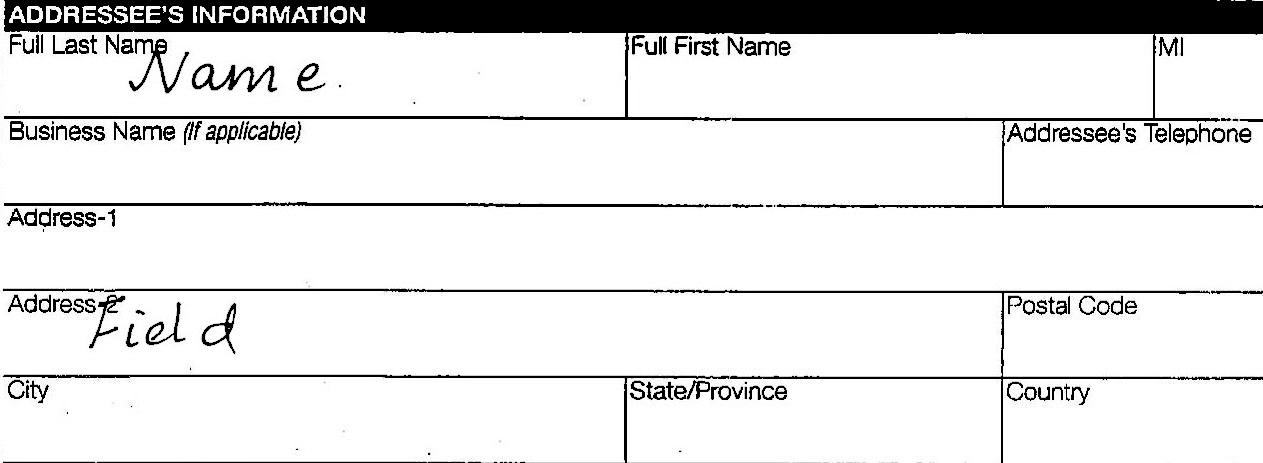 ADDRESSEE'S INFORMATION
Full Last Name Full First Name MI
Name.
Business Name (If applicable) Addressee's Telephone
Address-1
Address-2 Postal Code
Field
City State/Province Country